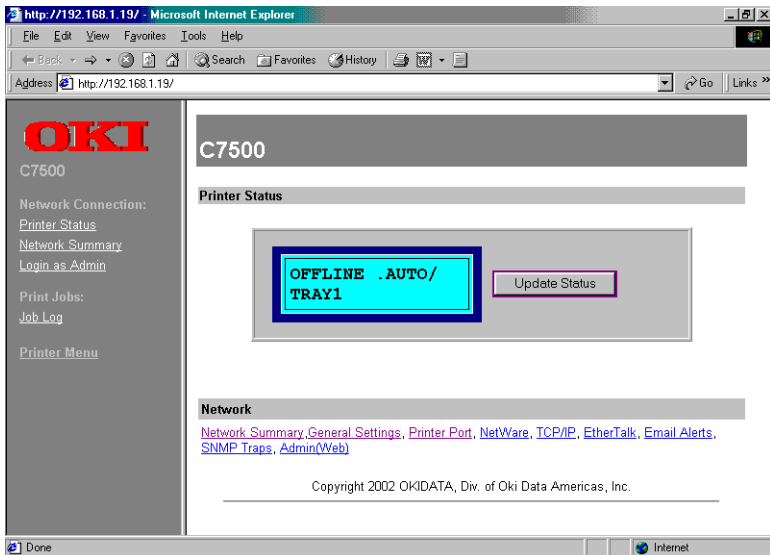 http://192.168.1.19/ - Microsoft Internet Explorer
File Edit View Favorites Tools Help
Back Search Favorites History
Address http://192.168.1.19/ Go Links »
OKI
C7500
Network Connection:
Printer Status
Network Summary
Login as Admin
Print Jobs:
Job Log
Printer Menu
C7500
Printer Status
OFFLINE .AUTO/
TRAY1
Update Status
Network
Network Summary,General Settings, Printer Port, NetWare, TCP/IP, EtherTalk, Email Alerts,
SNMP Traps, Admin(Web)
Copyright 2002 OKIDATA, Div. of Oki Data Americas, Inc.
Done Internet